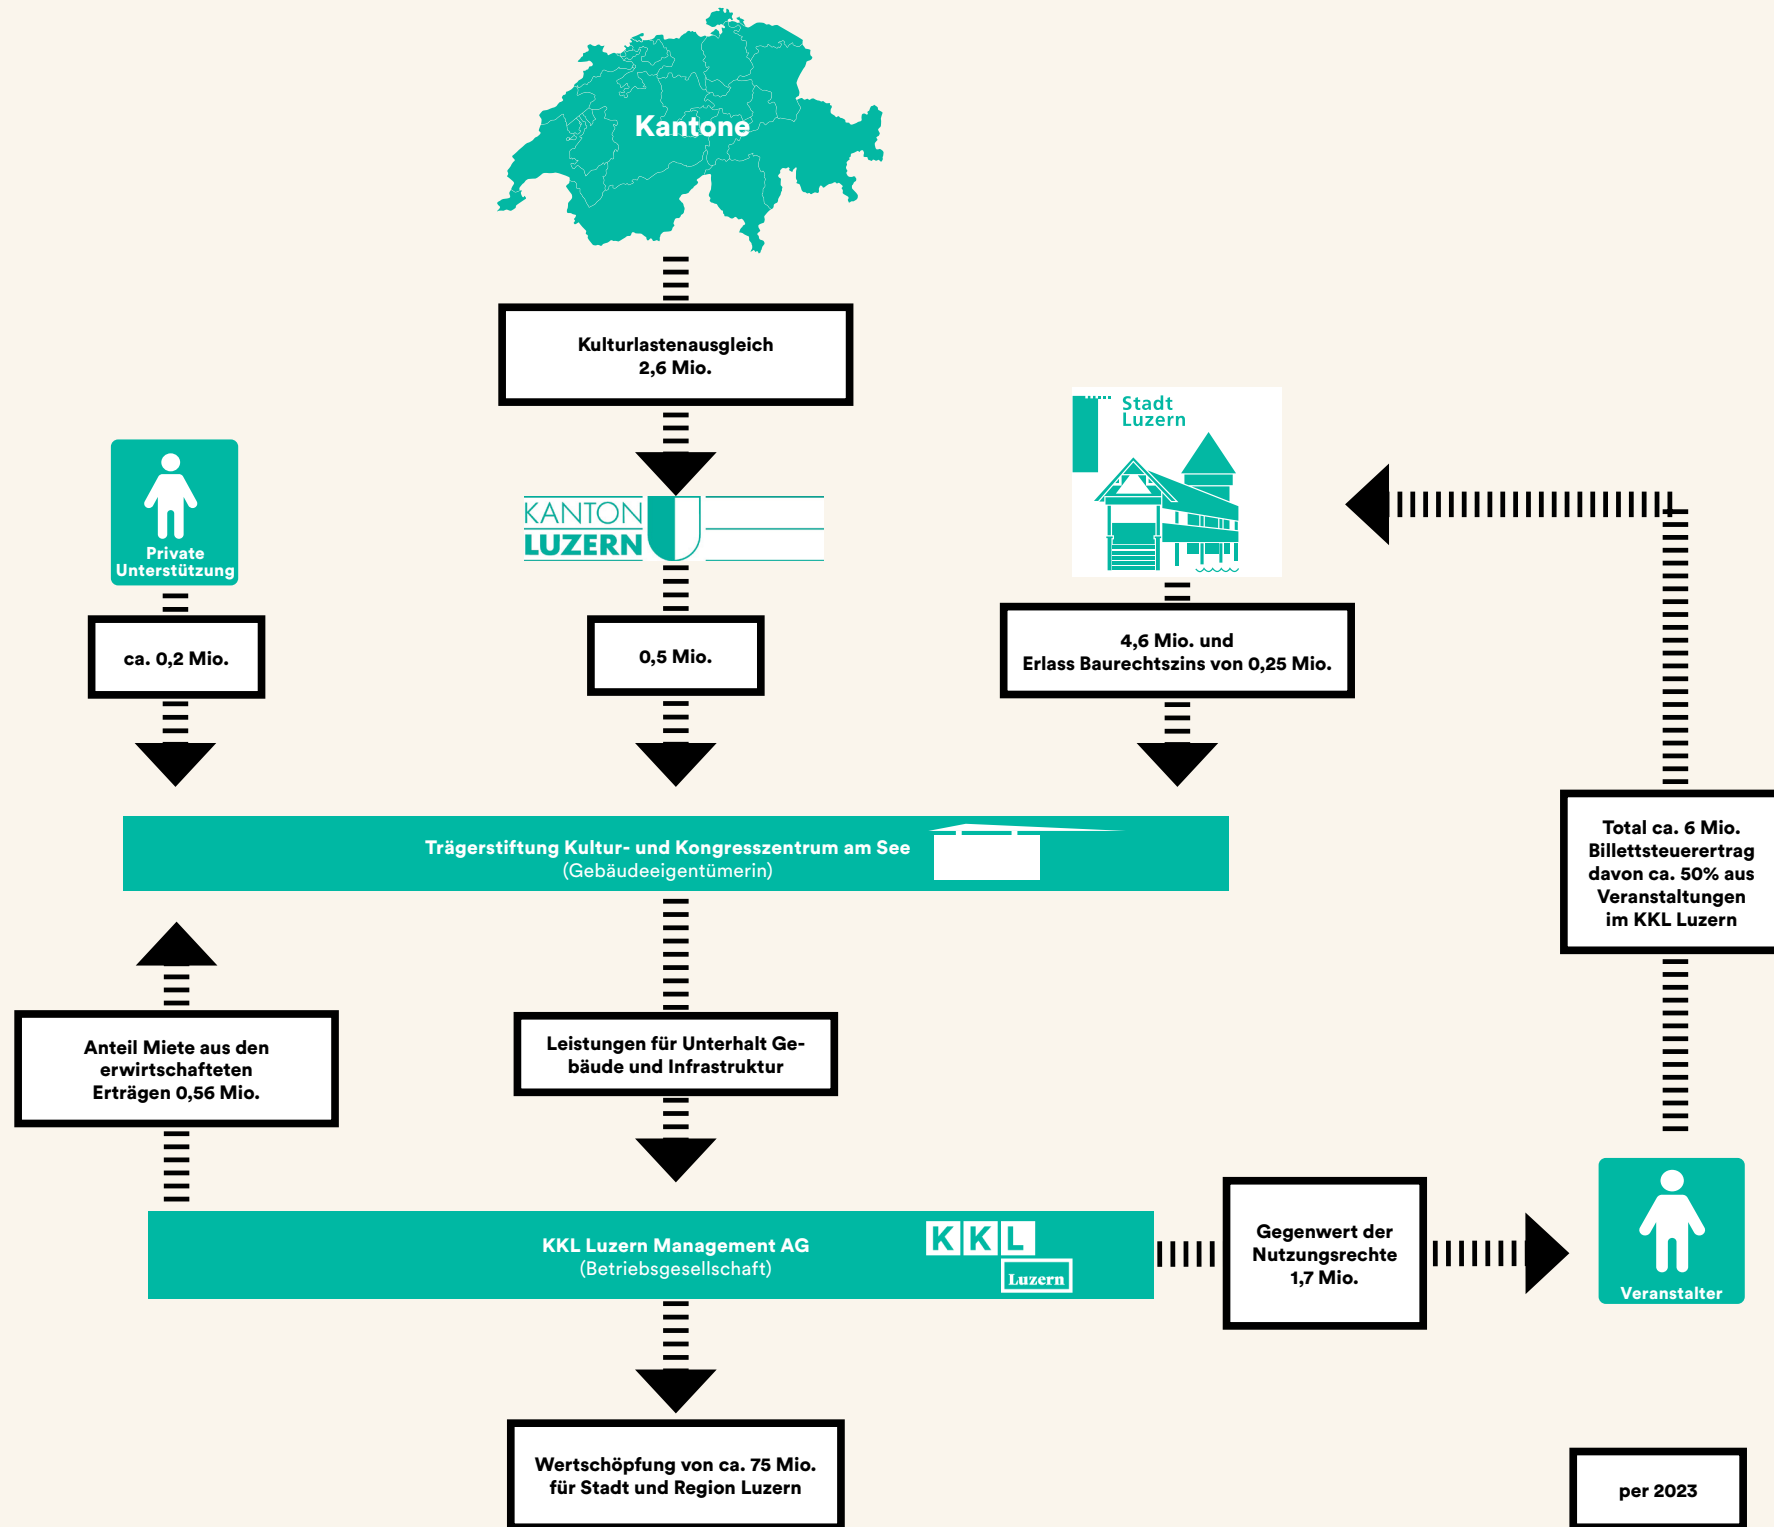 Kantone
Kulturlastenausgleich
2,6 Mio.
Stadt
Luzern
Private
Unterstützung
KANTON
LUZERN
ca. 0,2 Mio.
0,5 Mio.
4,6 Mio. und
Erlass Baurechtszins von 0,25 Mio.
Trägerstiftung Kultur- und Kongresszentrum am See
(Gebäudeeigentümerin)
Total ca. 6 Mio.
Billettsteuerertrag
davon ca. 50% aus
Veranstaltungen
im KKL Luzern
Anteil Miete aus den
erwirtschafteten
Erträgen 0,56 Mio.
Leistungen für Unterhalt Ge-
bäude und Infrastruktur
KKL Luzern Management AG
(Betriebsgesellschaft)
KKL
Luzern
Gegenwert der
Nutzungsrechte
1,7 Mio.
Veranstalter
Wertschöpfung von ca. 75 Mio.
für Stadt und Region Luzern
per 2023